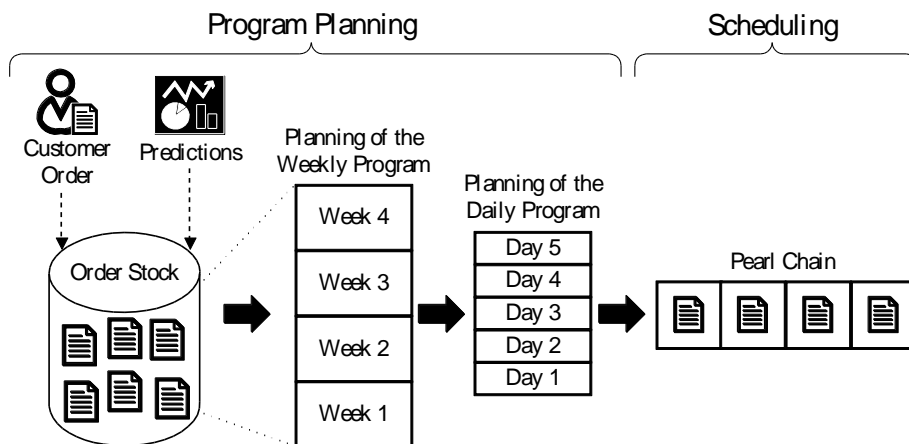 Program Planning
Scheduling
Customer
Order
Predictions
Order Stock
Planning of the
Weekly Program
Week 4
Week 3
Week 2
Week 1
Planning of the
Daily Program
Day 5
Day 4
Day 3
Day 2
Day 1
Pearl Chain